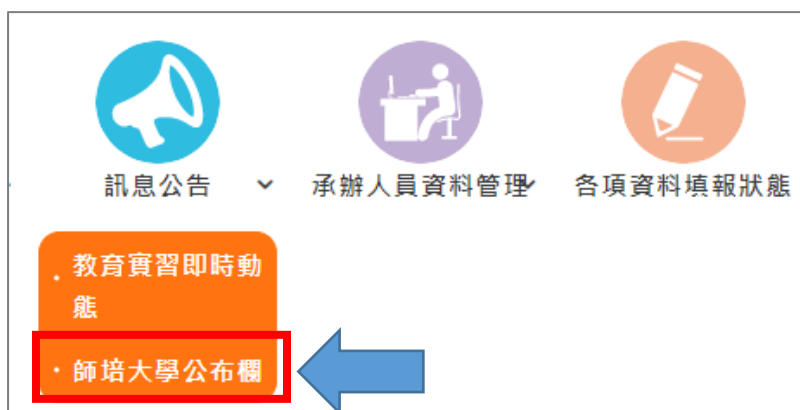 訊息公告
承辦人員資料管理
各項資料填報狀態
· 教育實習即時動
態
· 師培大學公布欄